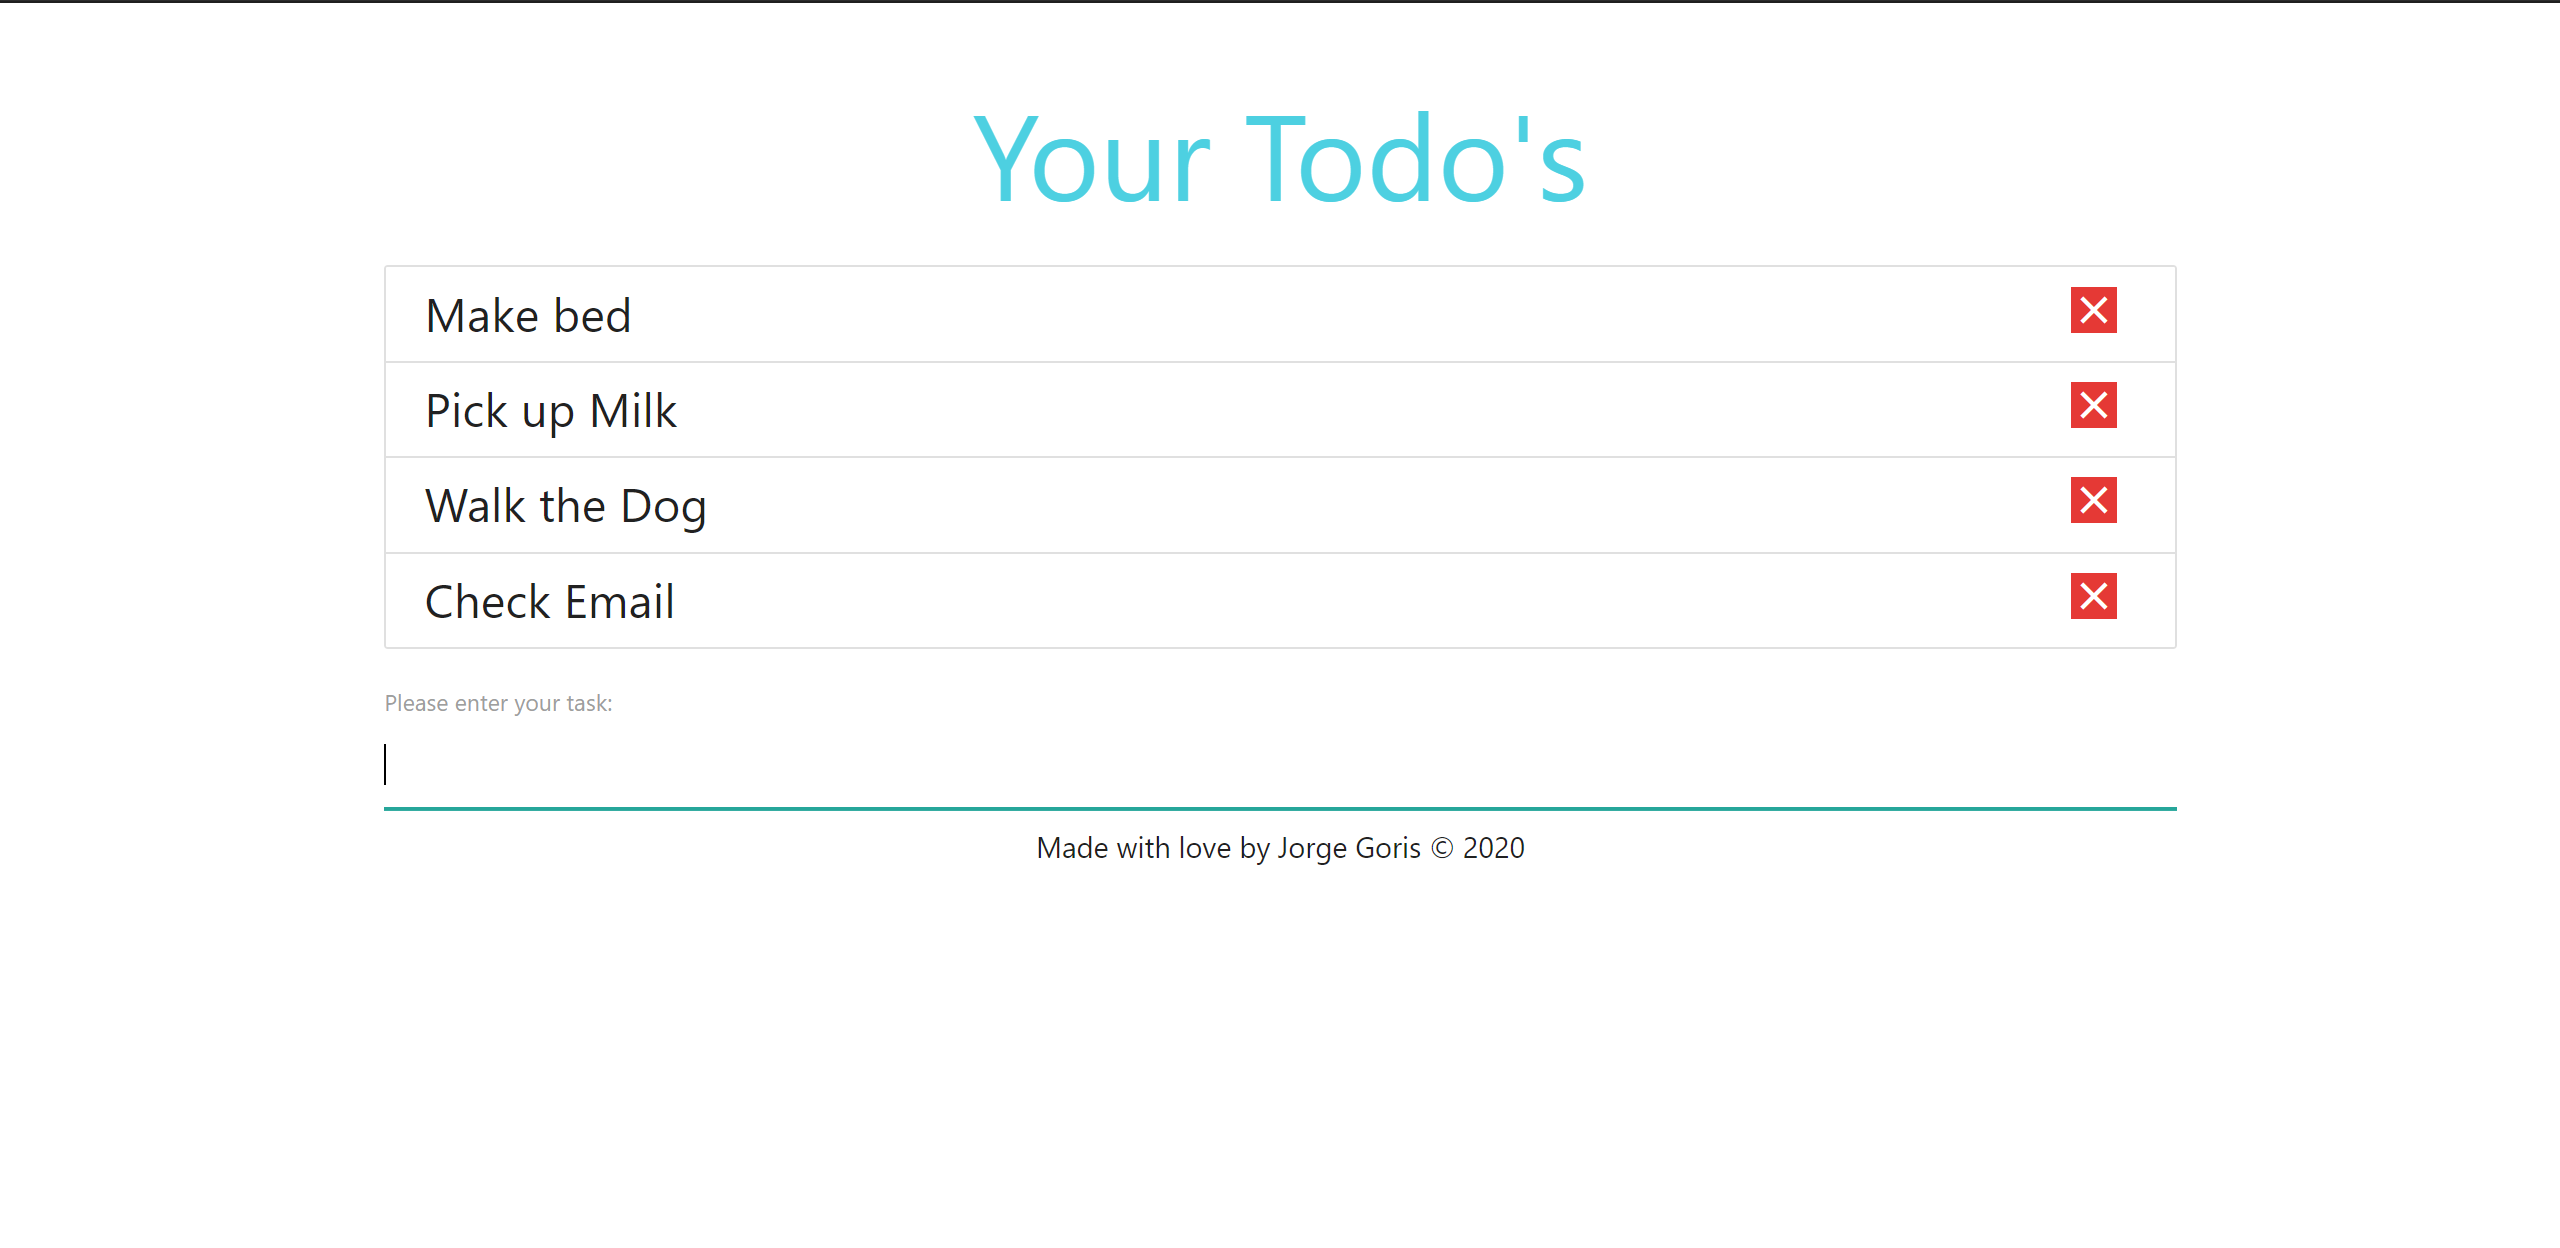 Your Todo's
Make bed
Pick up Milk
Walk the Dog
Check Email
Please enter your task:
Made with love by Jorge Goris © 2020